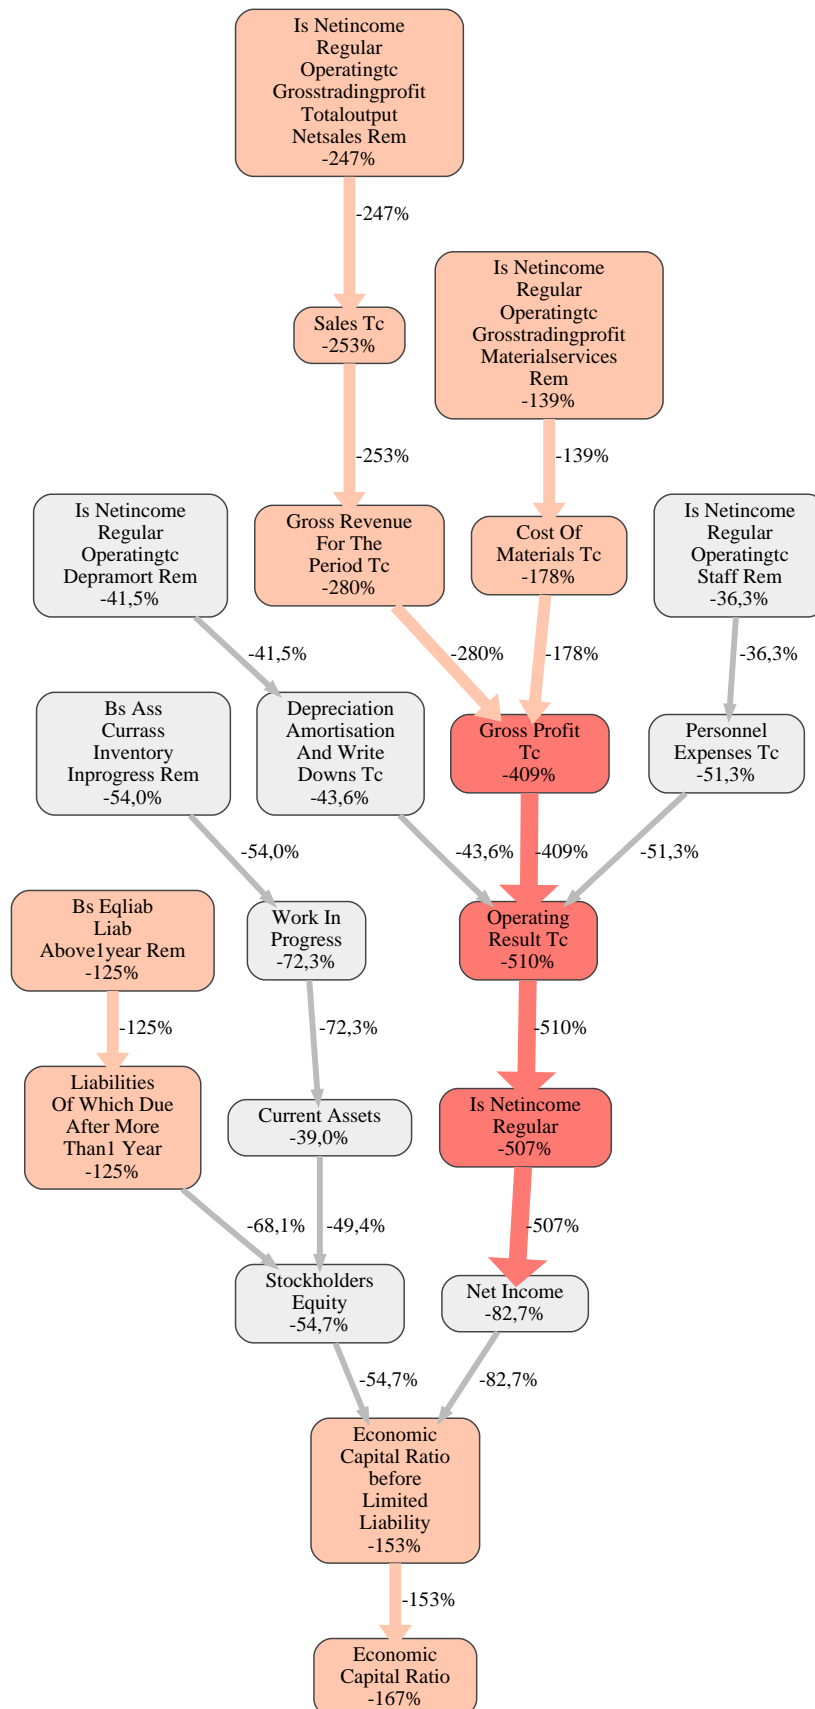 Is Netincome
Regular
Operatingtc
Grosstradingprofit
Totaloutput
Netsales Rem
-247%
-247%
Is Netincome
Regular
Operatingtc
Grosstradingprofit
Materialservices
Rem
-139%
Sales Tc
-253%
-253%
-139%
Is Netincome
Regular
Operatingtc
Depramort Rem
-41,5%
Gross Revenue
For The
Period Tc
-280%
Cost Of
Materials Tc
-178%
Is Netincome
Regular
Operatingtc
Staff Rem
-36,3%
-41,5%
-280%
-178%
-36,3%
Bs Ass
Currass
Inventory
Inprogress Rem
-54,0%
Depreciation
Amortisation
And Write
Downs Tc
-43,6%
Gross Profit
Tc
-409%
Personnel
Expenses Tc
-51,3%
-54,0%
-43,6%
-409%
-51,3%
Bs Eqliab
Liab
Above1year Rem
-125%
Work In
Progress
-72,3%
Operating
Result Tc
-510%
-125%
-72,3%
-510%
Liabilities
Of Which Due
After More
Than1 Year
-125%
Current Assets
-39,0%
Is Netincome
Regular
-507%
-68,1%
-49,4%
-507%
Stockholders
Equity
-54,7%
Net Income
-82,7%
-54,7%
-82,7%
Economic
Capital Ratio
before
Limited
Liability
-153%
-153%
Economic
Capital Ratio
-167%